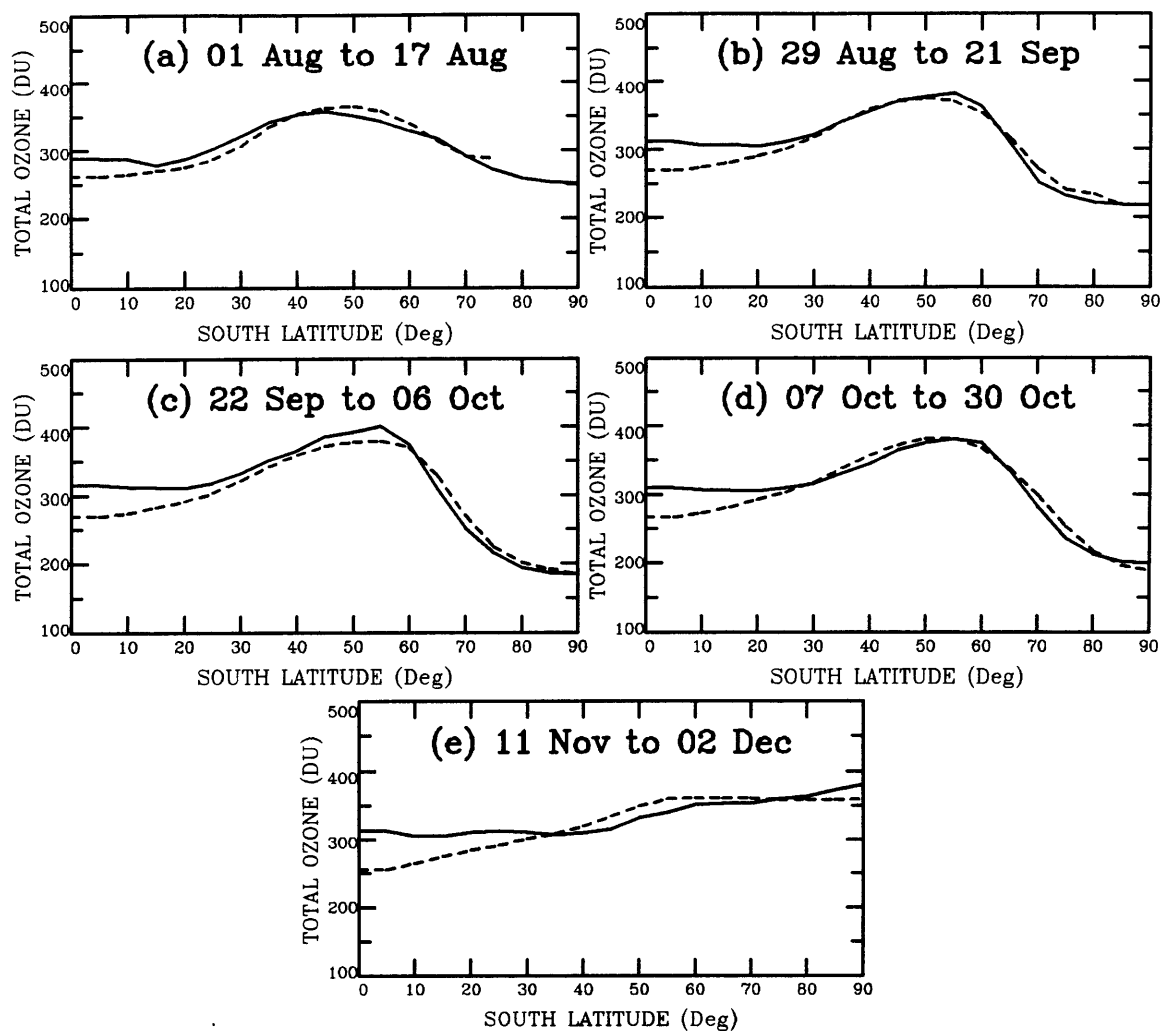 (a) 01 Aug to 17 Aug
TOTAL OZONE (DU)
500
400
300
200
100
0 10 20 30 40 50 60 70 80 90
SOUTH LATITUDE (Deg)
(b) 29 Aug to 21 Sep
TOTAL OZONE (DU)
500
400
300
200
100
0 10 20 30 40 50 60 70 80 90
SOUTH LATITUDE (Deg)
(c) 22 Sep to 06 Oct
TOTAL OZONE (DU)
500
400
300
200
100
0 10 20 30 40 50 60 70 80 90
SOUTH LATITUDE (Deg)
(d) 07 Oct to 30 Oct
TOTAL OZONE (DU)
500
400
300
200
100
0 10 20 30 40 50 60 70 80 90
SOUTH LATITUDE (Deg)
(e) 11 Nov to 02 Dec
TOTAL OZONE (DU)
500
400
300
200
100
0 10 20 30 40 50 60 70 80 90
SOUTH LATITUDE (Deg)